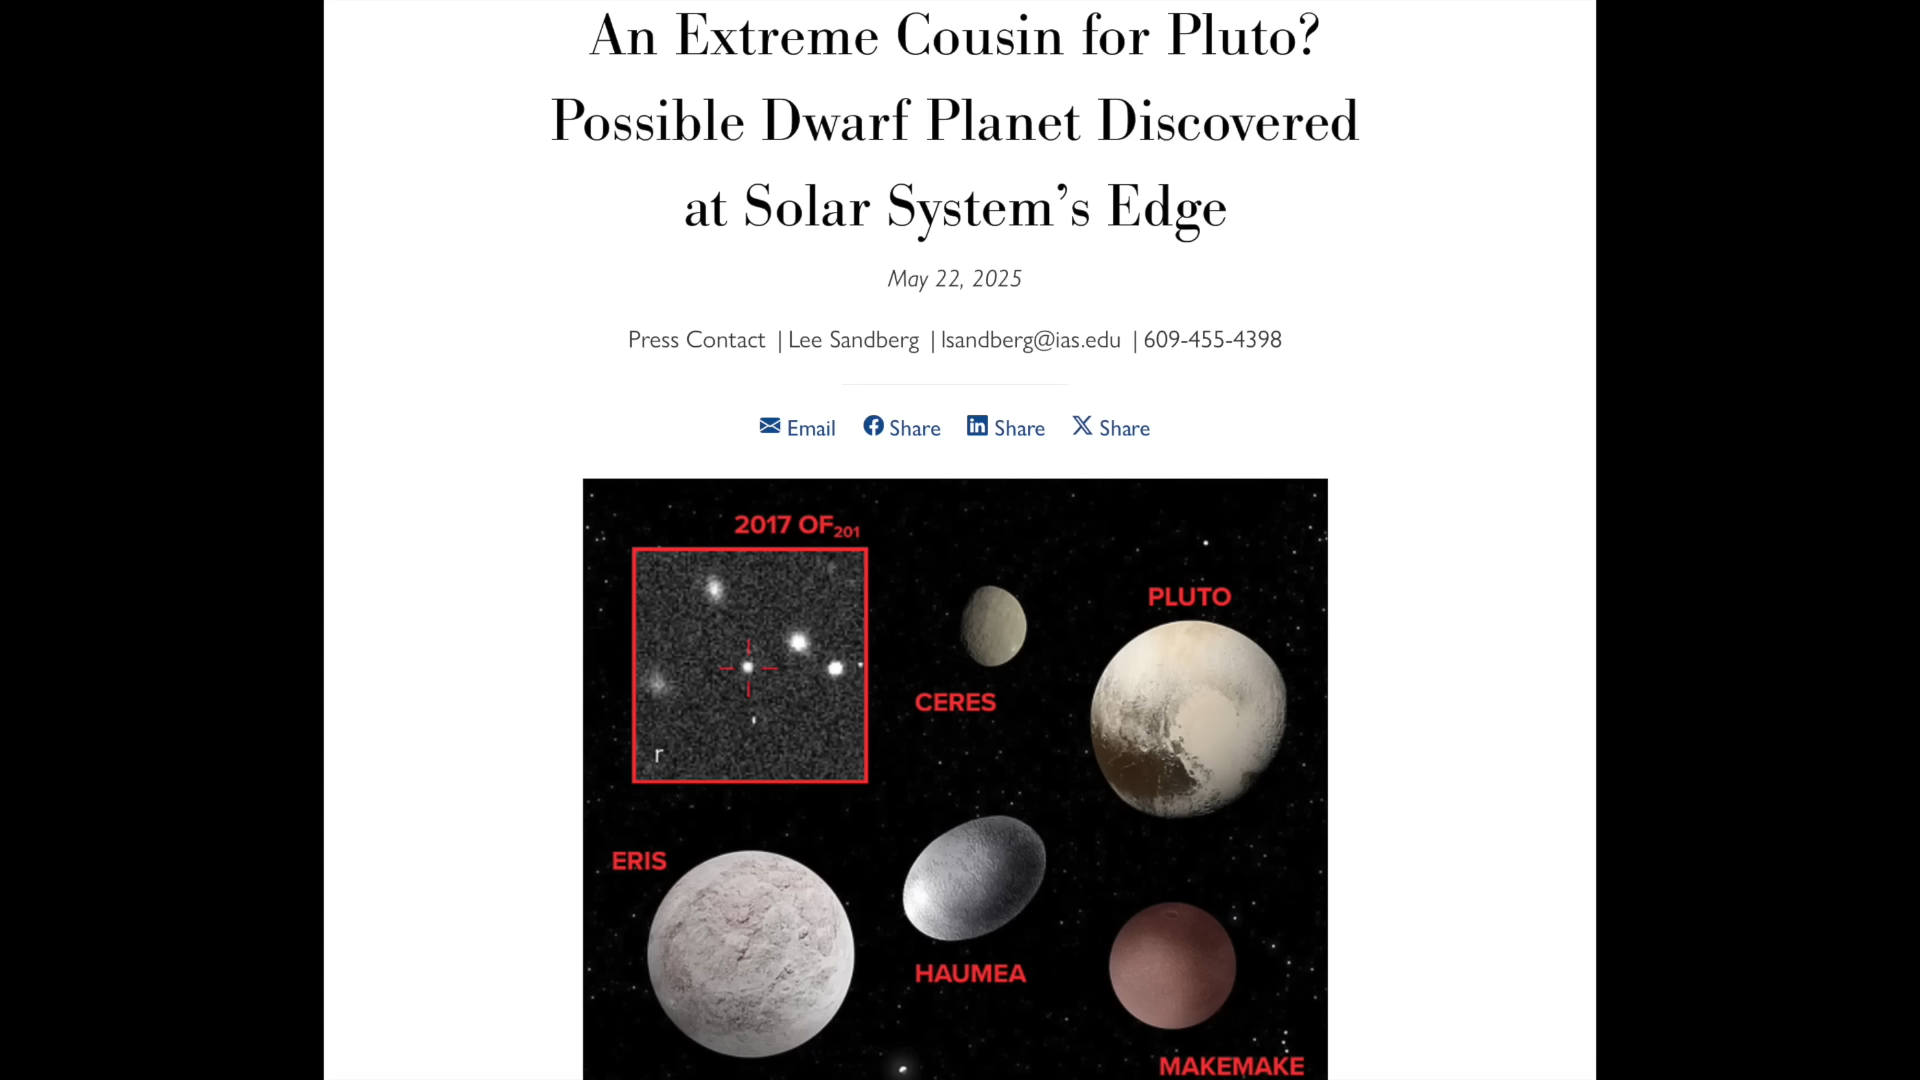 An Extreme Cousin for Pluto?
Possible Dwarf Planet Discovered
at Solar System’s Edge
May 22, 2025
Press Contact | Lee Sandberg | lsandberg@ias.edu | 609-455-4398
Email Share Share Share
2017 OF201
r
CERES
PLUTO
ERIS
HAUMEA
MAKEMAKE